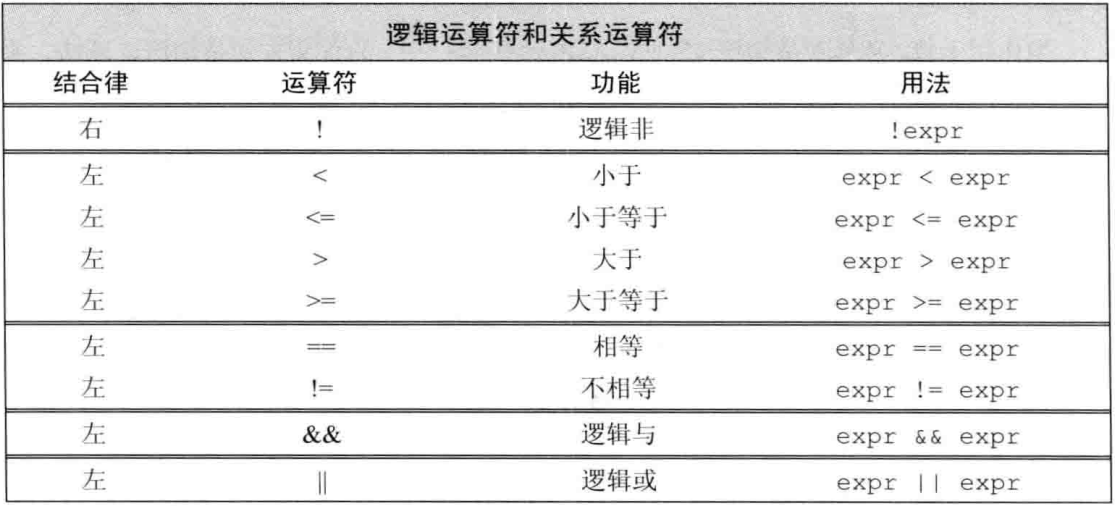 逻辑运算符和关系运算符
结合律 运算符 功能 用法
右 ! 逻辑非 !expr
左 < 小于 expr < expr
左 <= 小于等于 expr <= expr
左 > 大于 expr > expr
左 >= 大于等于 expr >= expr
左 == 相等 expr == expr
左 != 不相等 expr != expr
左 && 逻辑与 expr && expr
左 || 逻辑或 expr || expr